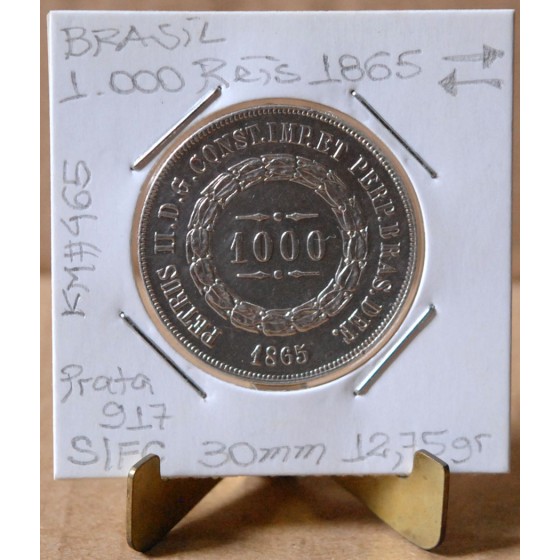 BRASIL
1.000 Réis 1865
KM#465
PETRUS II.D.G.CONST.IMP.ET PERP.BRAS.DEF.
1000
1865
Prata
917
S/FC 30mm 12,75gr